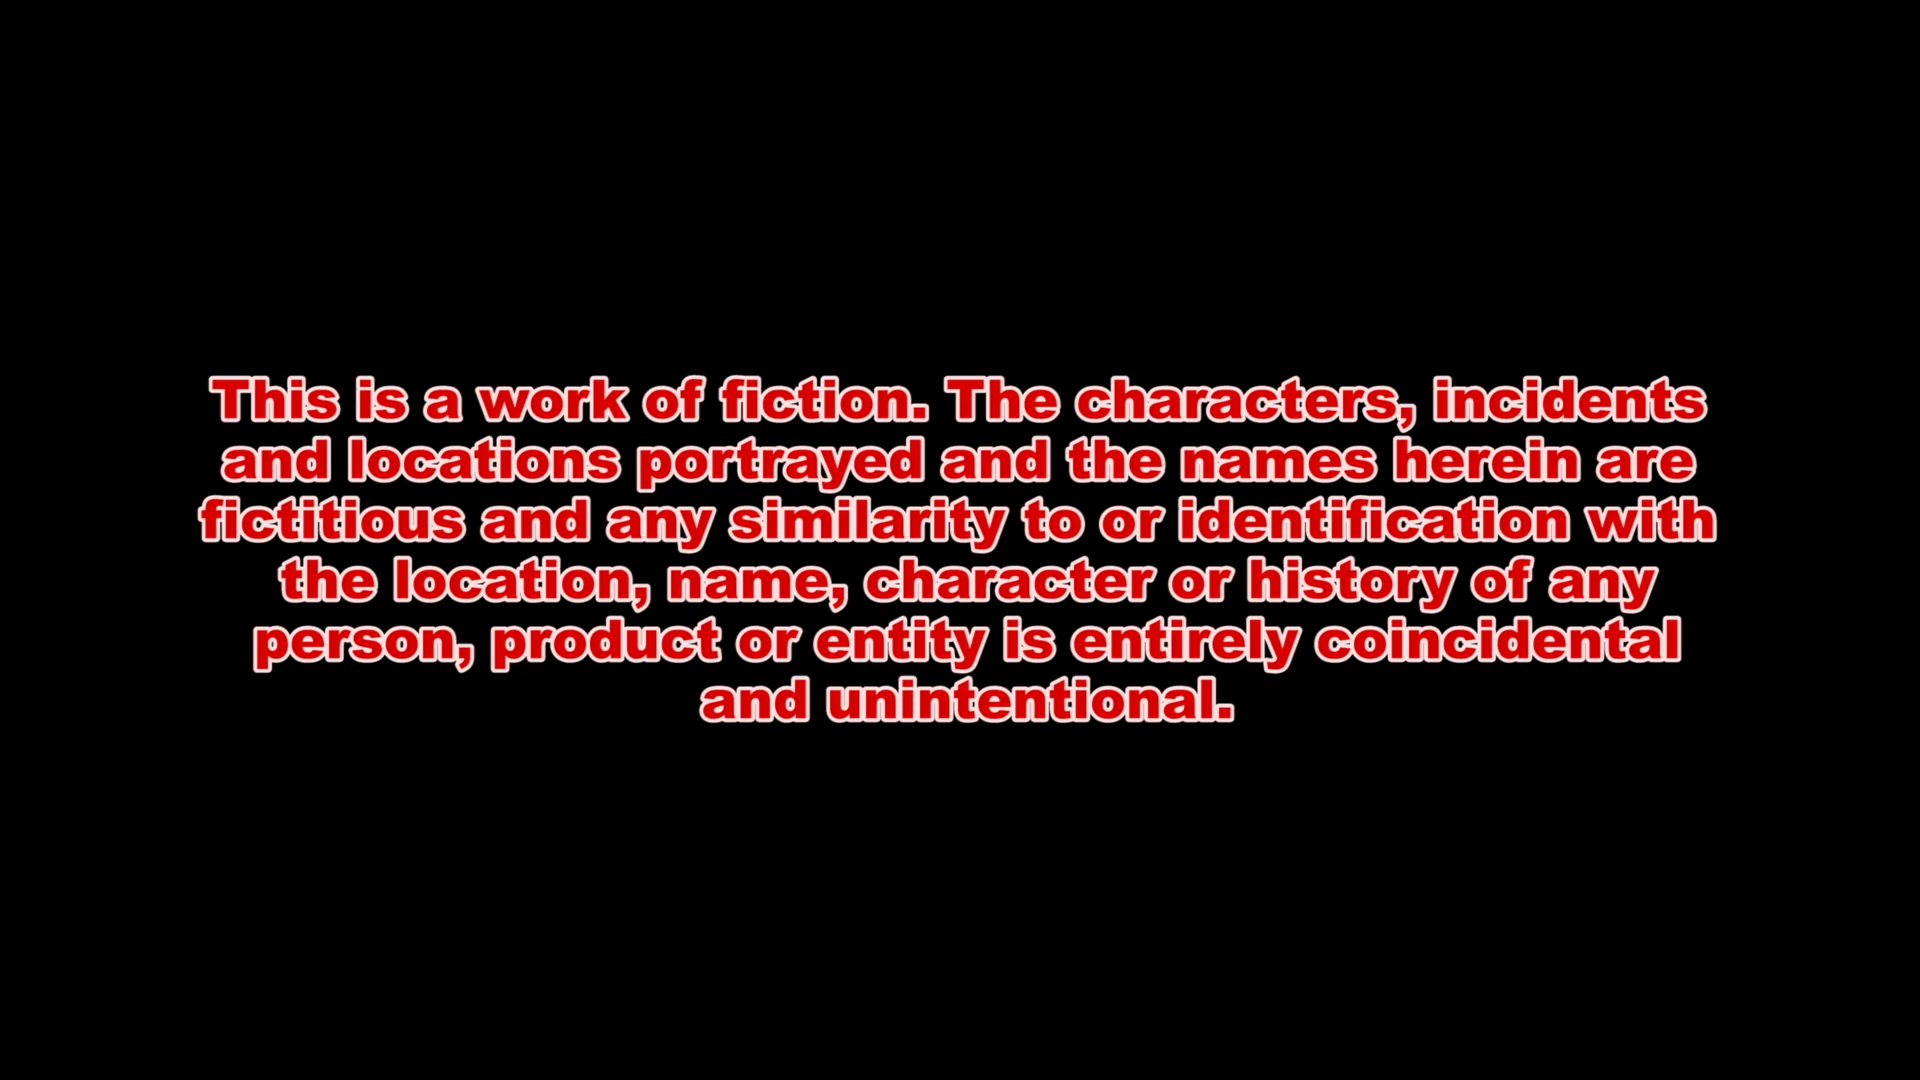 This is a work of fiction. The characters, incidents
and locations portrayed and the names herein are
fictitious and any similarity to or identification with
the location, name, character or history of any
person, product or entity is entirely coincidental
and unintentional.